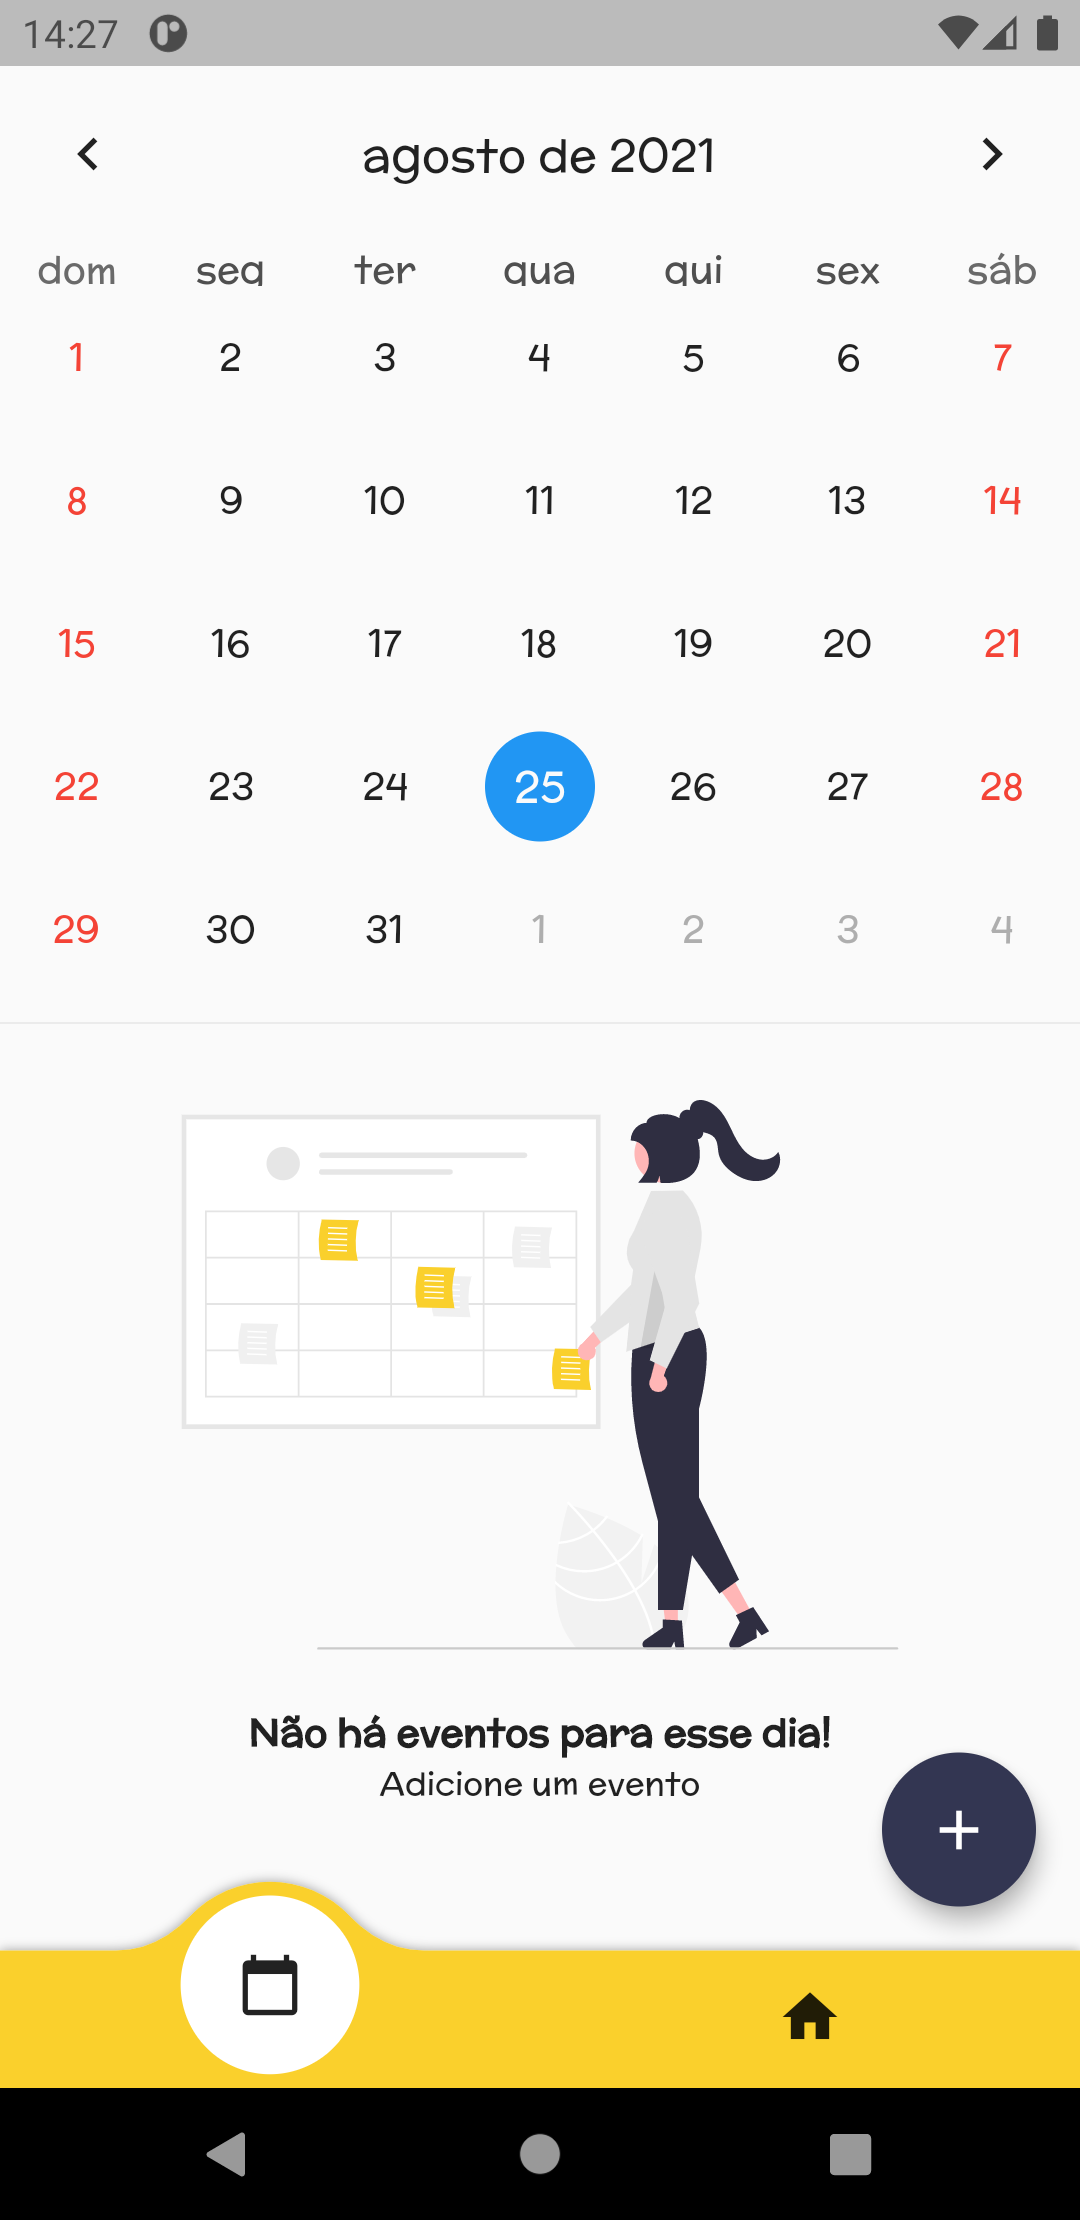 14:27
agosto de 2021
dom seg ter qua qui sex sáb
1 2 3 4 5 6 7
8 9 10 11 12 13 14
15 16 17 18 19 20 21
22 23 24 25 26 27 28
29 30 31 1 2 3 4
Não há eventos para esse dia!
Adicione um evento